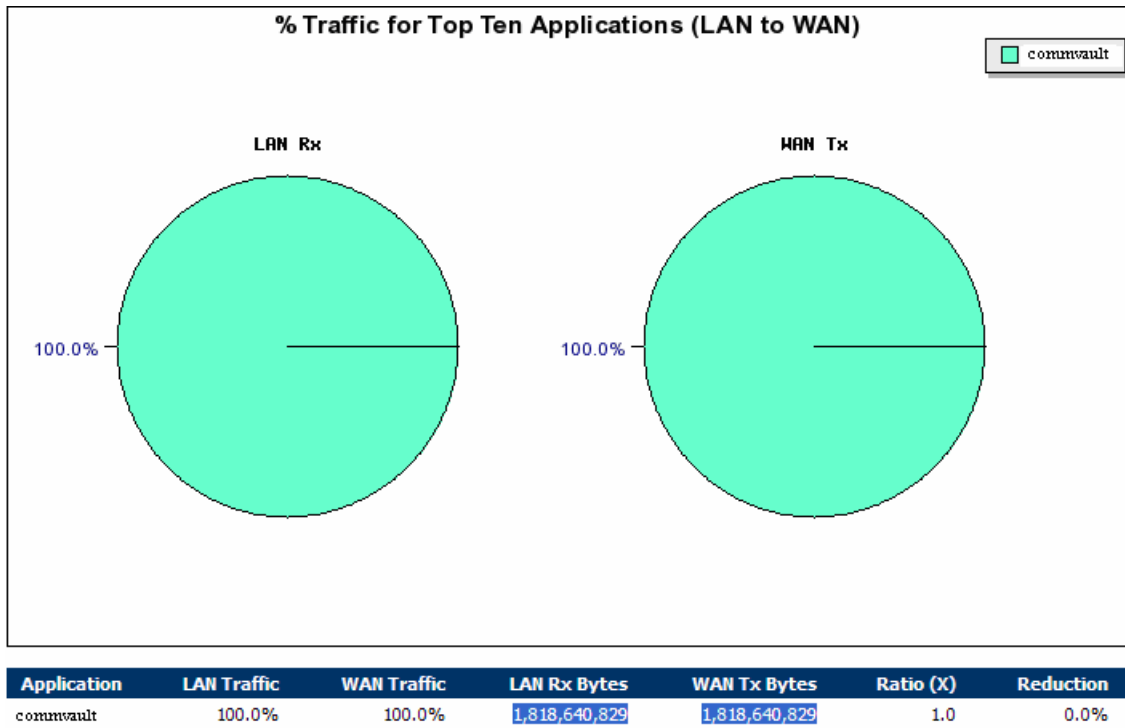 % Traffic for Top Ten Applications (LAN to WAN)
commvault
LAN Rx WAN Tx
100.0% 100.0%
Application LAN Traffic WAN Traffic LAN Rx Bytes WAN Tx Bytes Ratio (X) Reduction
commvault 100.0% 100.0% 1,818,640,829 1,818,640,829 1.0 0.0%